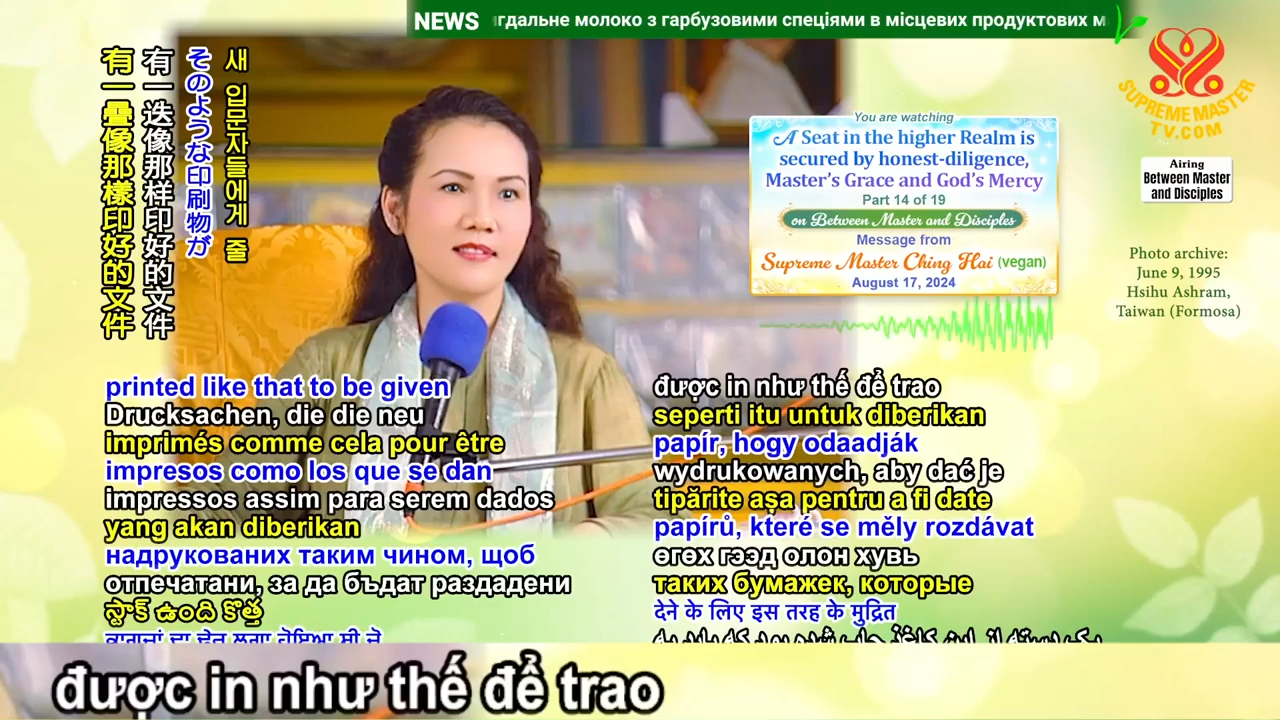 NEWS
гдальне молоко з гарбузовими спеціями в місцевих продуктових м
SUPREME MASTER
TV.COM
You are watching
A Seat in the higher Realm is
secured by honest-diligence,
Master's Grace and God's Mercy
Part 14 of 19
on Between Master and Disciples
Message from
Supreme Master Ching Hai (vegan)
August 17, 2024
Airing
Between Master
and Disciples
Photo archive:
June 9, 1995
Hsihu Ashram,
Taiwan (Formosa)
새 입문자들에게 줄
そのような印刷物が
有一迭像那样印好的文件
有一疊像那樣印好的文件
printed like that to be given
Drucksachen, die die neu
imprimés comme cela pour être
impresos como los que se dan
impressos assim para serem dados
yang akan diberikan
надрукованих таким чином, щоб
отпечатани, за да бъдат раздадени
స్టాక్ ఉంది కొత్త
được in như thế để trao
seperti itu untuk diberikan
papír, hogy odaadják
wydrukowanych, aby dać je
tipărite așa pentru a fi date
papírů, které se měly rozdávat
өгөх гээд олон хувь
таких бумажек, которые
देने के लिए इस तरह के मुद्रित
được in như thế để trao